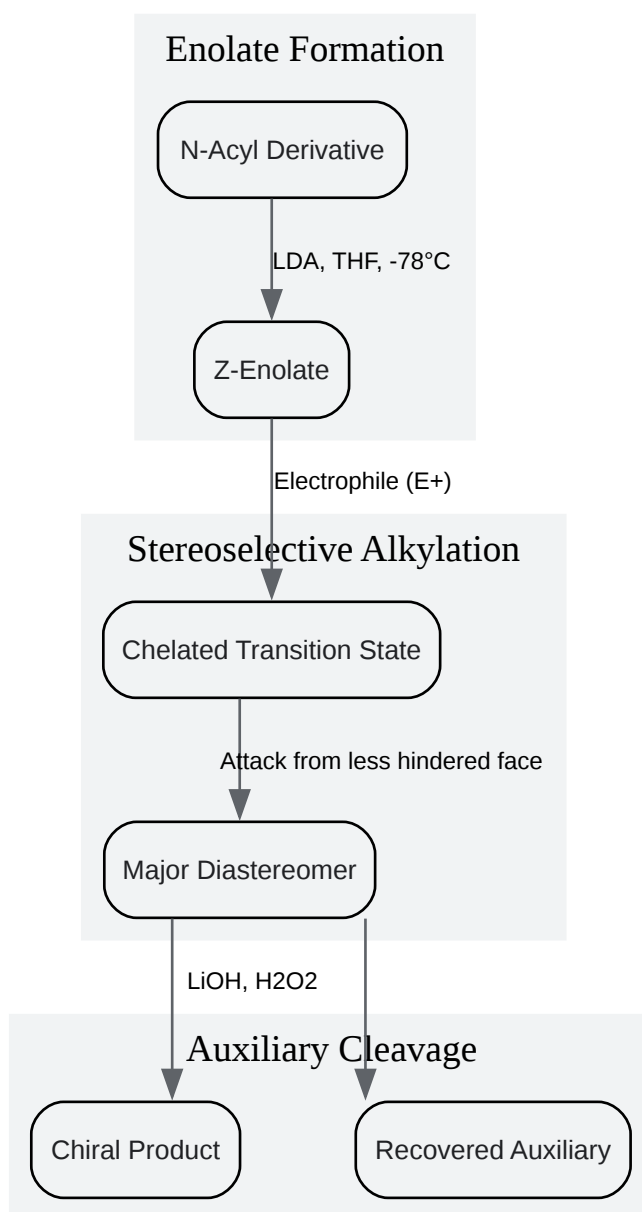 Enolate Formation
N-Acyl Derivative
LDA, THF, -78°C
Z-Enolate
Electrophile (E+)
Stereoselective Alkylation
Chelated Transition State
Attack from less hindered face
Major Diastereomer
LiOH, H2O2
Auxiliary Cleavage
Chiral Product
Recovered Auxiliary